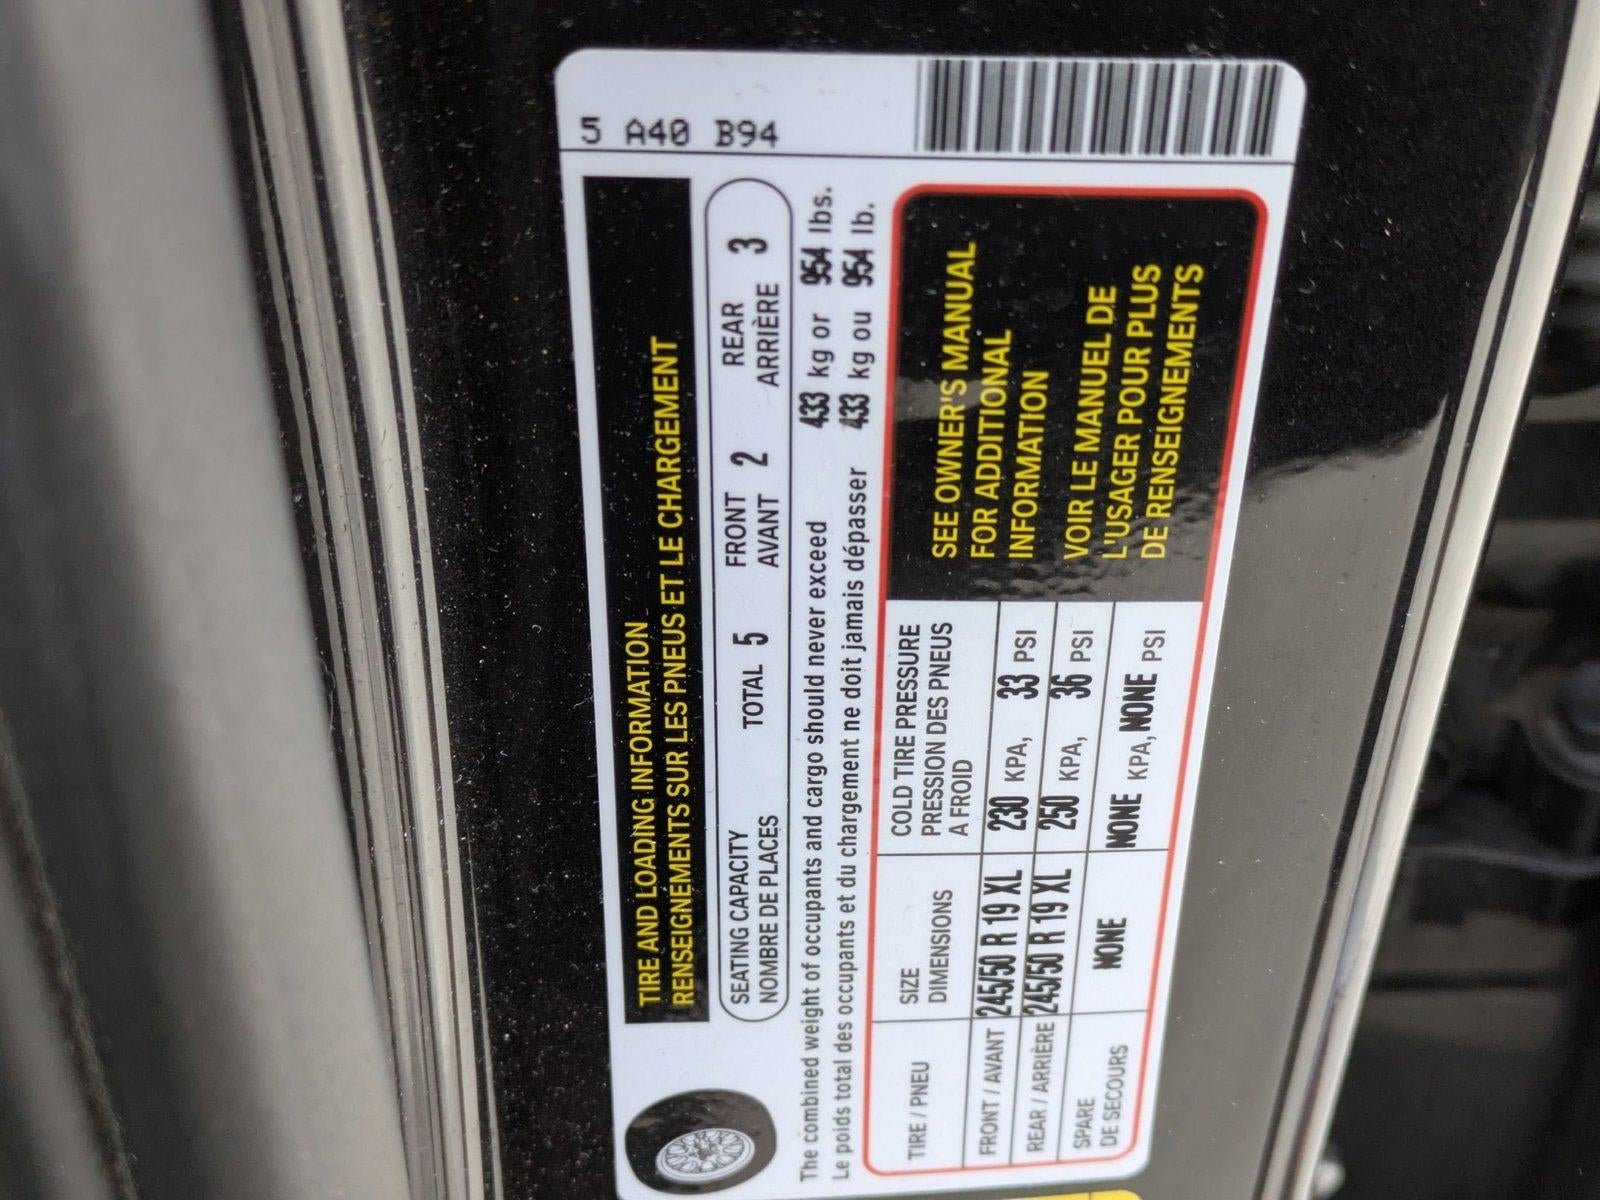 5 A40 B94
TIRE AND LOADING INFORMATION
RENSEIGNEMENTS SUR LES PNEUS ET LE CHARGEMENT
SEATING CAPACITY TOTAL 5 FRONT 2 REAR 3
NOMBRE DE PLACES AVANT ARRIÈRE
The combined weight of occupants and cargo should never exceed 433 kg or 954 lbs.
Le poids total des occupants et du chargement ne doit jamais dépasser 433 kg ou 954 lb.
TIRE / PNEU
SIZE
DIMENSIONS
COLD TIRE PRESSURE
PRESSION DES PNEUS
A FROID
FRONT / AVANT 245/50 R 19 XL 230 KPA, 33 PSI
REAR / ARRIÈRE 245/50 R 19 XL 250 KPA, 36 PSI
SPARE
DE SECOURS
NONE NONE KPA, NONE PSI
SEE OWNER'S MANUAL
FOR ADDITIONAL
INFORMATION
VOIR LE MANUEL DE
L'USAGER POUR PLUS
DE RENSEIGNEMENTS